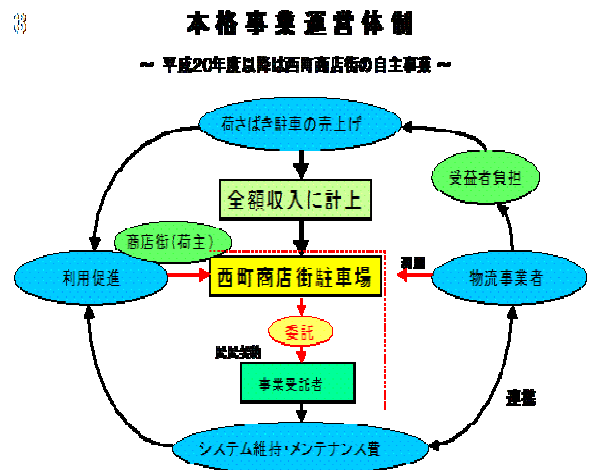 本格事業運営体制
～ 平成20年度以降は西町商店街の自主事業 ～
荷さばき駐車の売上げ
受益者負担
全額収入に計上
商店街(荷主)
利用促進
西町商店街駐車場
物流事業者
委託
民民契約
事業受託者
連携
システム維持・メンテナンス費